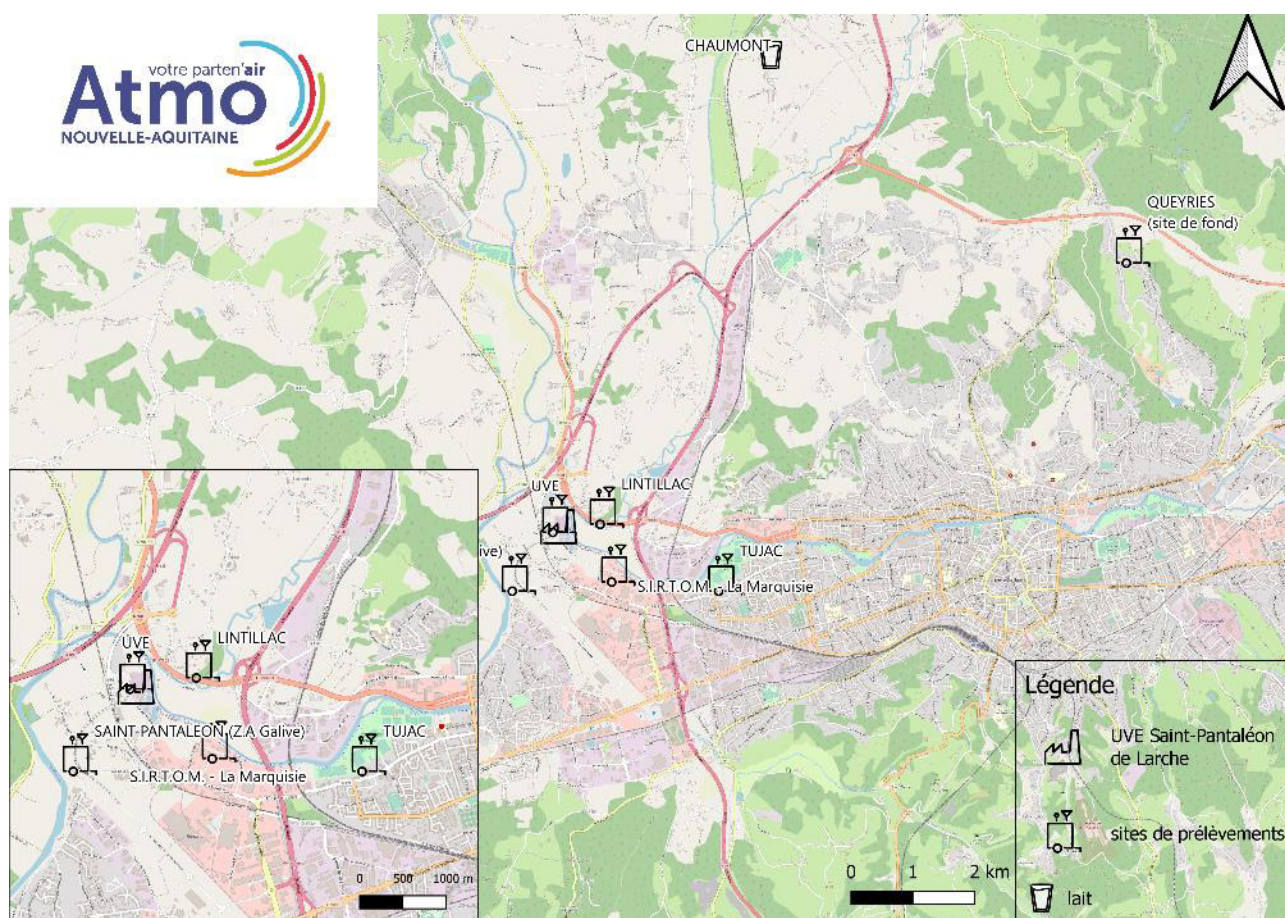 votre parten'air
Atmo
NOUVELLE-AQUITAINE
CHAUMONT
QUEYRIES
(site de fond)
UVE
LINTILLAC
ive)
TUJAC
S.I.R.T.O.M. - La Marquisie
UVE
LINTILLAC
SAINT-PANTALEON (Z.A Galive)
TUJAC
S.I.R.T.O.M. - La Marquisie
0 500 1000 m
0 1 2 km
Légende
UVE Saint-Pantaléon
de Larche
sites de prélèvements
lait